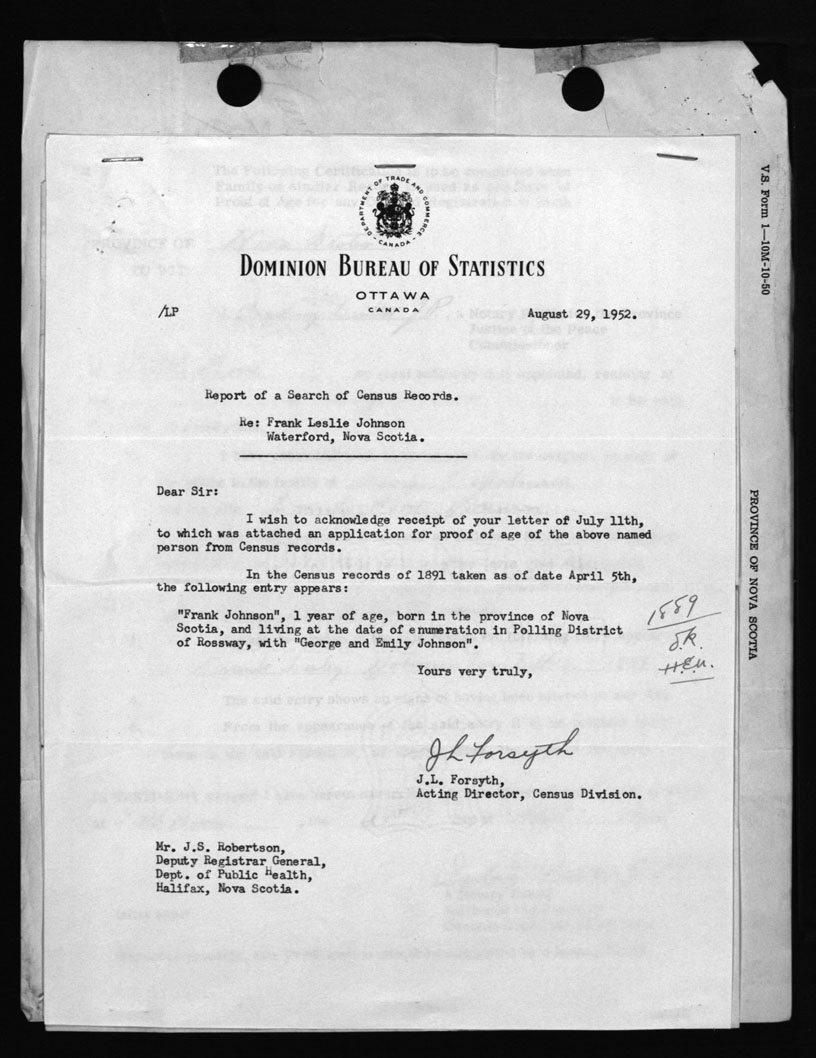 DEPARTMENT OF TRADE AND COMMERCE
CANADA
DOMINION BUREAU OF STATISTICS
OTTAWA
CANADA
/LP
August 29, 1952.
Report of a Search of Census Records.
Re: Frank Leslie Johnson
Waterford, Nova Scotia.
Dear Sir:
I wish to acknowledge receipt of your letter of July 11th,
to which was attached an application for proof of age of the above named
person from Census records.
In the Census records of 1891 taken as of date April 5th,
the following entry appears:
"Frank Johnson", 1 year of age, born in the province of Nova
Scotia, and living at the date of enumeration in Polling District
of Rossway, with "George and Emily Johnson".
1889
O.K.
Yours very truly,
J L Forsyth
J.L. Forsyth,
Acting Director, Census Division.
Mr. J.S. Robertson,
Deputy Registrar General,
Dept. of Public Health,
Halifax, Nova Scotia.
V.S. Form 1—10M-10-50
PROVINCE OF NOVA SCOTIA